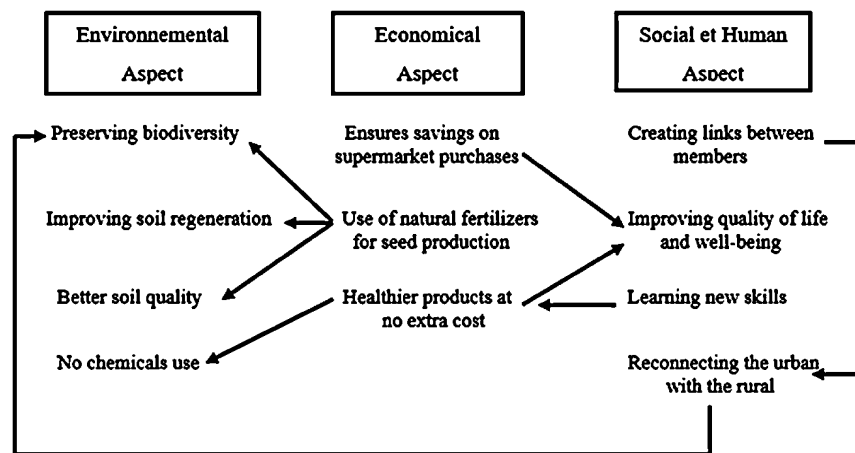 Environnemental
Aspect
Economical
Aspect
Social et Human
Aspect
Preserving biodiversity
Ensures savings on
supermarket purchases
Creating links between
members
Improving soil regeneration
Use of natural fertilizers
for seed production
Improving quality of life
and well-being
Better soil quality
Healthier products at
no extra cost
Learning new skills
No chemicals use
Reconnecting the urban
with the rural